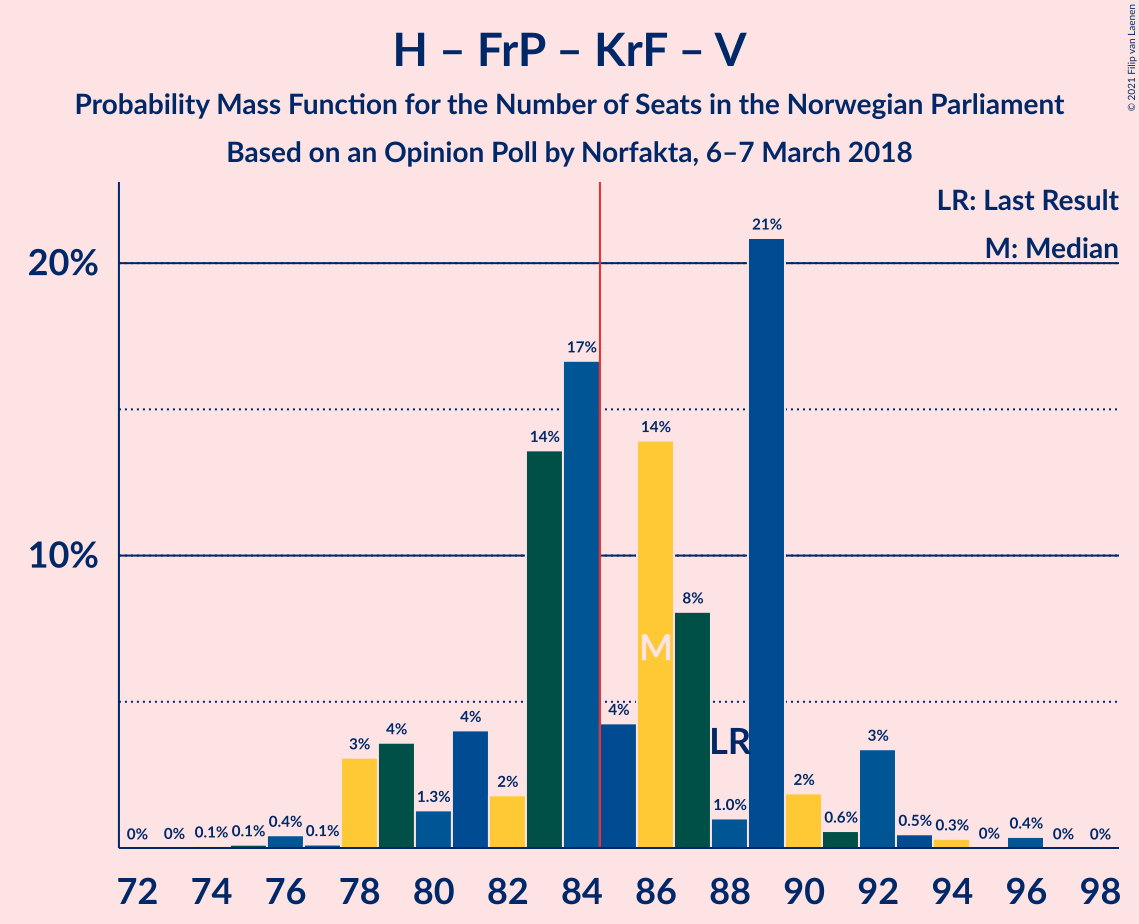 H – FrP – KrF – V
Probability Mass Function for the Number of Seats in the Norwegian Parliament
Based on an Opinion Poll by Norfakta, 6–7 March 2018
© 2021 Filip van Laenen
LR: Last Result
M: Median
20%
10%
0% 0% 0.1% 0.1% 0.4% 0.1% 3% 4% 1.3% 4% 2% 14% 17% 4% 14% 8% 1.0% 21% 2% 0.6% 3% 0.5% 0.3% 0% 0.4% 0% 0%
M
LR
72 74 76 78 80 82 84 86 88 90 92 94 96 98